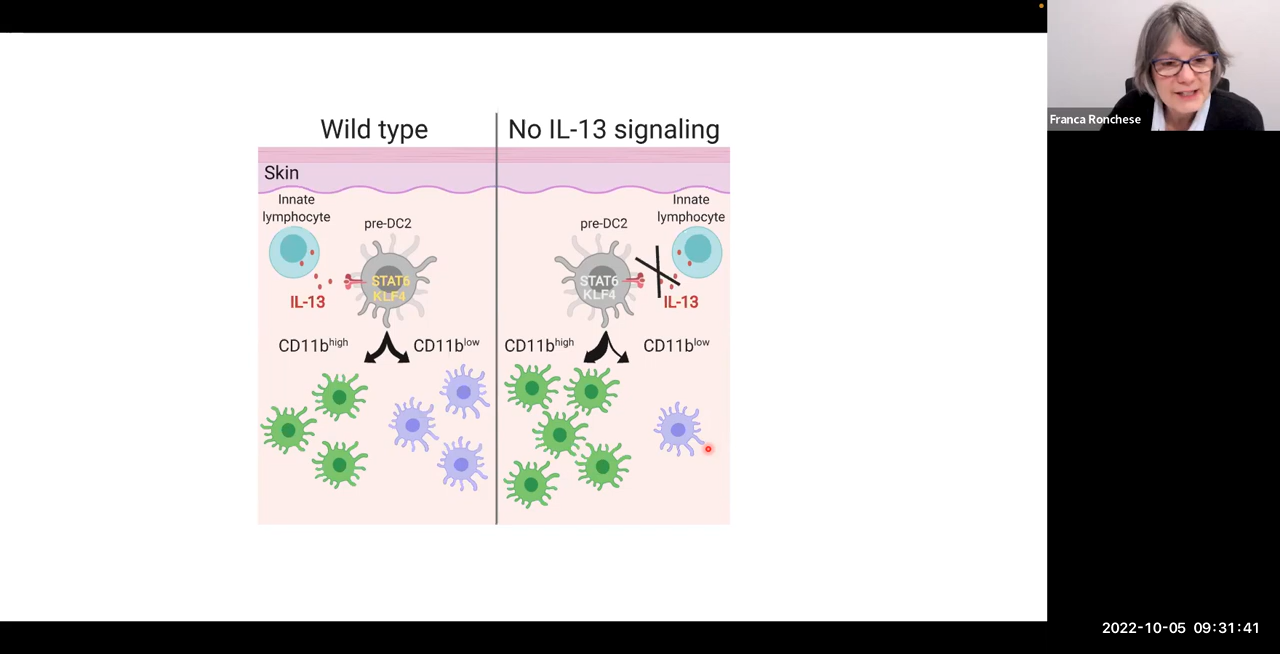 Wild type
No IL-13 signaling
Skin
Innate
lymphocyte
pre-DC2
STAT6
KLF4
IL-13
CD11bhigh
CD11blow
pre-DC2
Innate
lymphocyte
STAT6
KLF4
IL-13
CD11bhigh
CD11blow
Franca Ronchese
2022-10-05 09:31:41